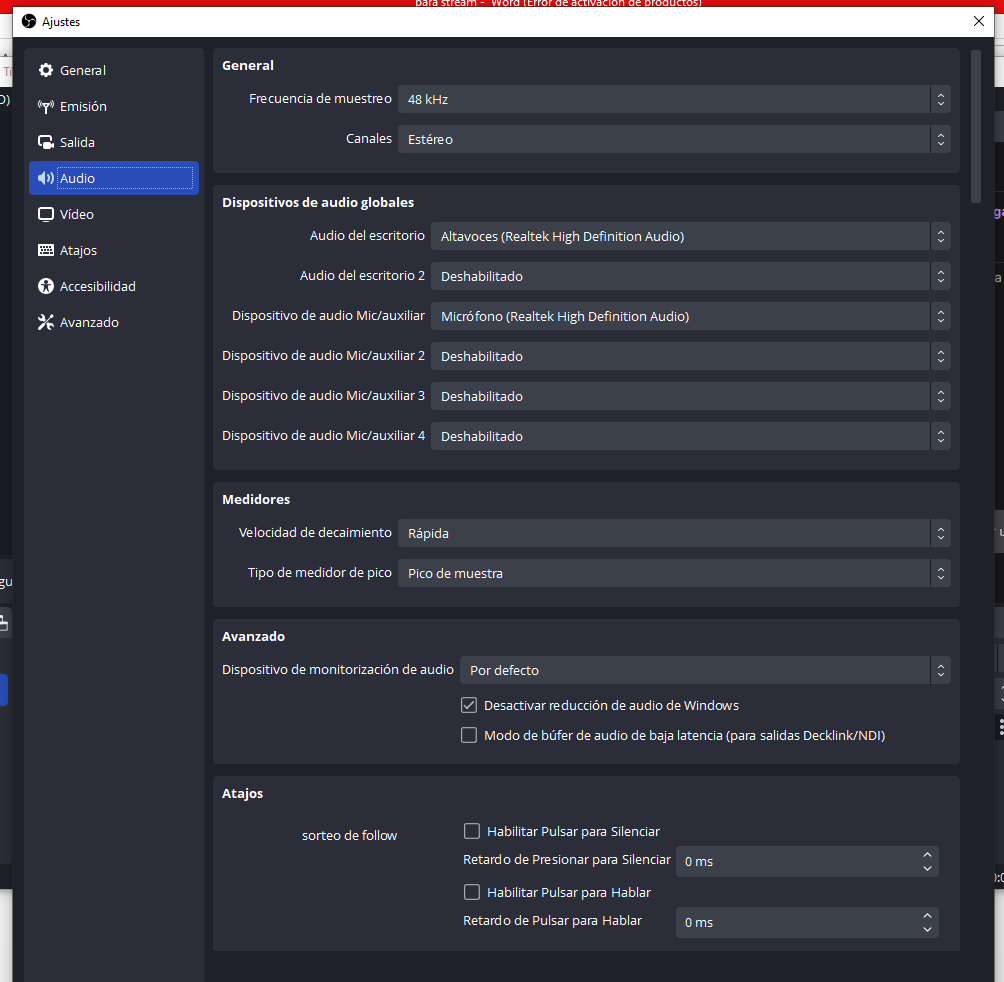 para stream - Word (Error de activación de productos)
Ajustes
General
Emisión
Salida
Audio
Vídeo
Atajos
Accesibilidad
Avanzado
General
Frecuencia de muestreo 48 kHz
Canales Estéreo
Dispositivos de audio globales
Audio del escritorio Altavoces (Realtek High Definition Audio)
Audio del escritorio 2 Deshabilitado
Dispositivo de audio Mic/auxiliar Micrófono (Realtek High Definition Audio)
Dispositivo de audio Mic/auxiliar 2 Deshabilitado
Dispositivo de audio Mic/auxiliar 3 Deshabilitado
Dispositivo de audio Mic/auxiliar 4 Deshabilitado
Medidores
Velocidad de decaimiento Rápida
Tipo de medidor de pico Pico de muestra
Avanzado
Dispositivo de monitorización de audio Por defecto
Desactivar reducción de audio de Windows
Modo de búfer de audio de baja latencia (para salidas Decklink/NDI)
Atajos
sorteo de follow
Habilitar Pulsar para Silenciar
Retardo de Presionar para Silenciar 0 ms
Habilitar Pulsar para Hablar
Retardo de Pulsar para Hablar 0 ms